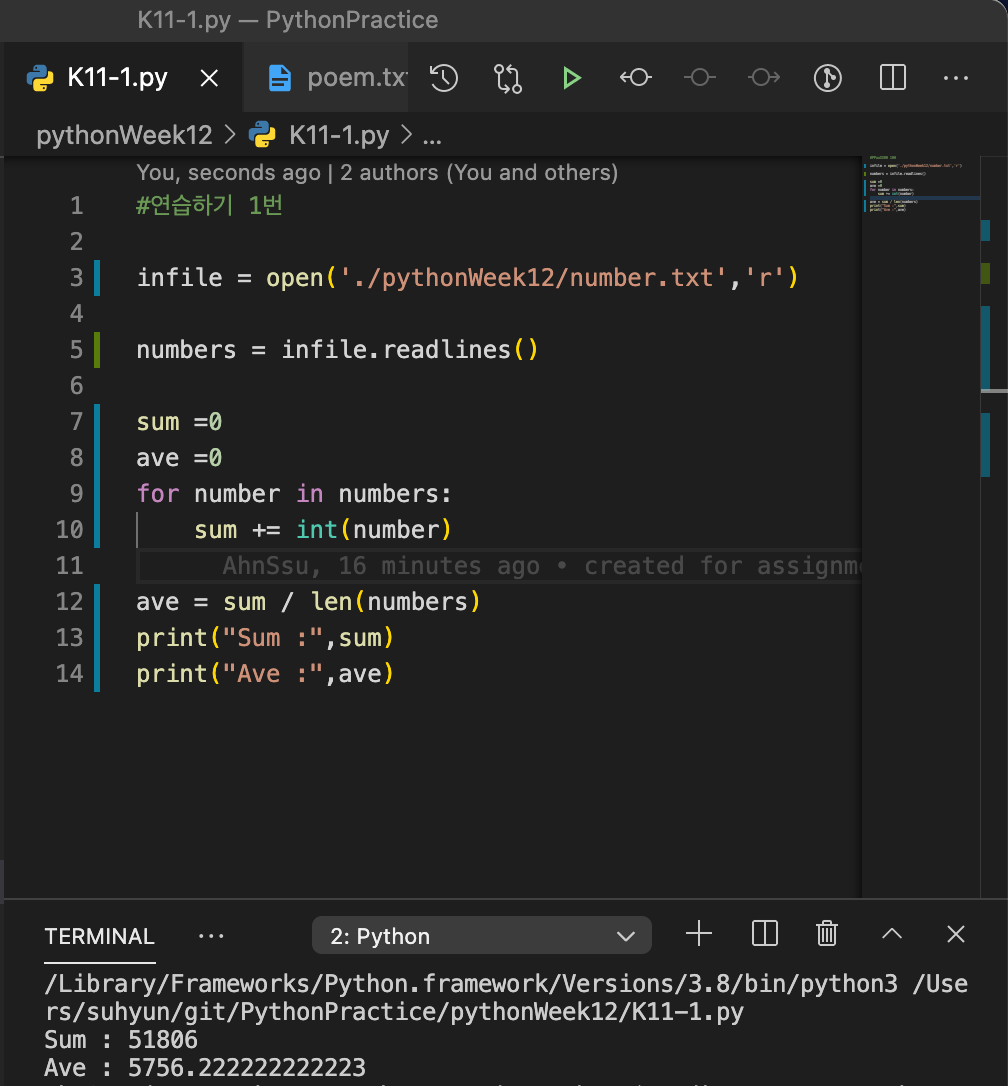 K11-1.py — PythonPractice
K11-1.py
poem.tx
pythonWeek12 > K11-1.py > ...
You, seconds ago | 2 authors (You and others)
1 #연습하기 1번
2
3 infile = open('./pythonWeek12/number.txt','r')
4
5 numbers = infile.readlines()
6
7 sum =0
8 ave =0
9 for number in numbers:
10     sum += int(number)
11       AhnSsu, 16 minutes ago • created for assignm
12 ave = sum / len(numbers)
13 print("Sum :",sum)
14 print("Ave :",ave)
TERMINAL ... 2: Python
/Library/Frameworks/Python.framework/Versions/3.8/bin/python3 /Use
rs/suhyun/git/PythonPractice/pythonWeek12/K11-1.py
Sum : 51806
Ave : 5756.222222222223